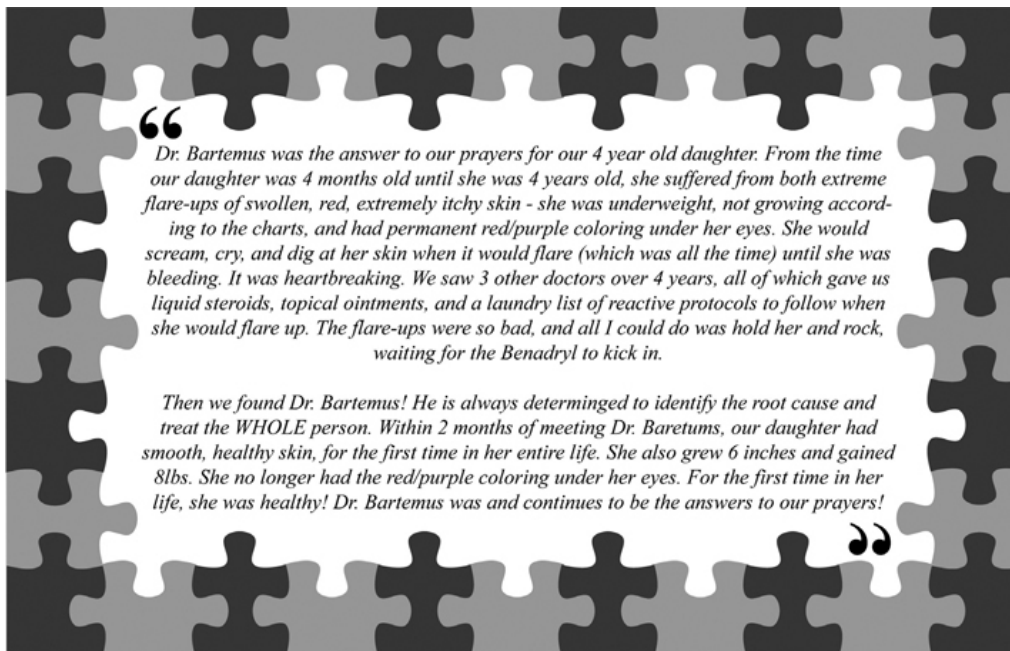 “
Dr. Bartemus was the answer to our prayers for our 4 year old daughter. From the time
our daughter was 4 months old until she was 4 years old, she suffered from both extreme
flare-ups of swollen, red, extremely itchy skin - she was underweight, not growing accord-
ing to the charts, and had permanent red/purple coloring under her eyes. She would
scream, cry, and dig at her skin when it would flare (which was all the time) until she was
bleeding. It was heartbreaking. We saw 3 other doctors over 4 years, all of which gave us
liquid steroids, topical ointments, and a laundry list of reactive protocols to follow when
she would flare up. The flare-ups were so bad, and all I could do was hold her and rock,
waiting for the Benadryl to kick in.
Then we found Dr. Bartemus! He is always determinged to identify the root cause and
treat the WHOLE person. Within 2 months of meeting Dr. Baretums, our daughter had
smooth, healthy skin, for the first time in her entire life. She also grew 6 inches and gained
8lbs. She no longer had the red/purple coloring under her eyes. For the first time in her
life, she was healthy! Dr. Bartemus was and continues to be the answers to our prayers!
”